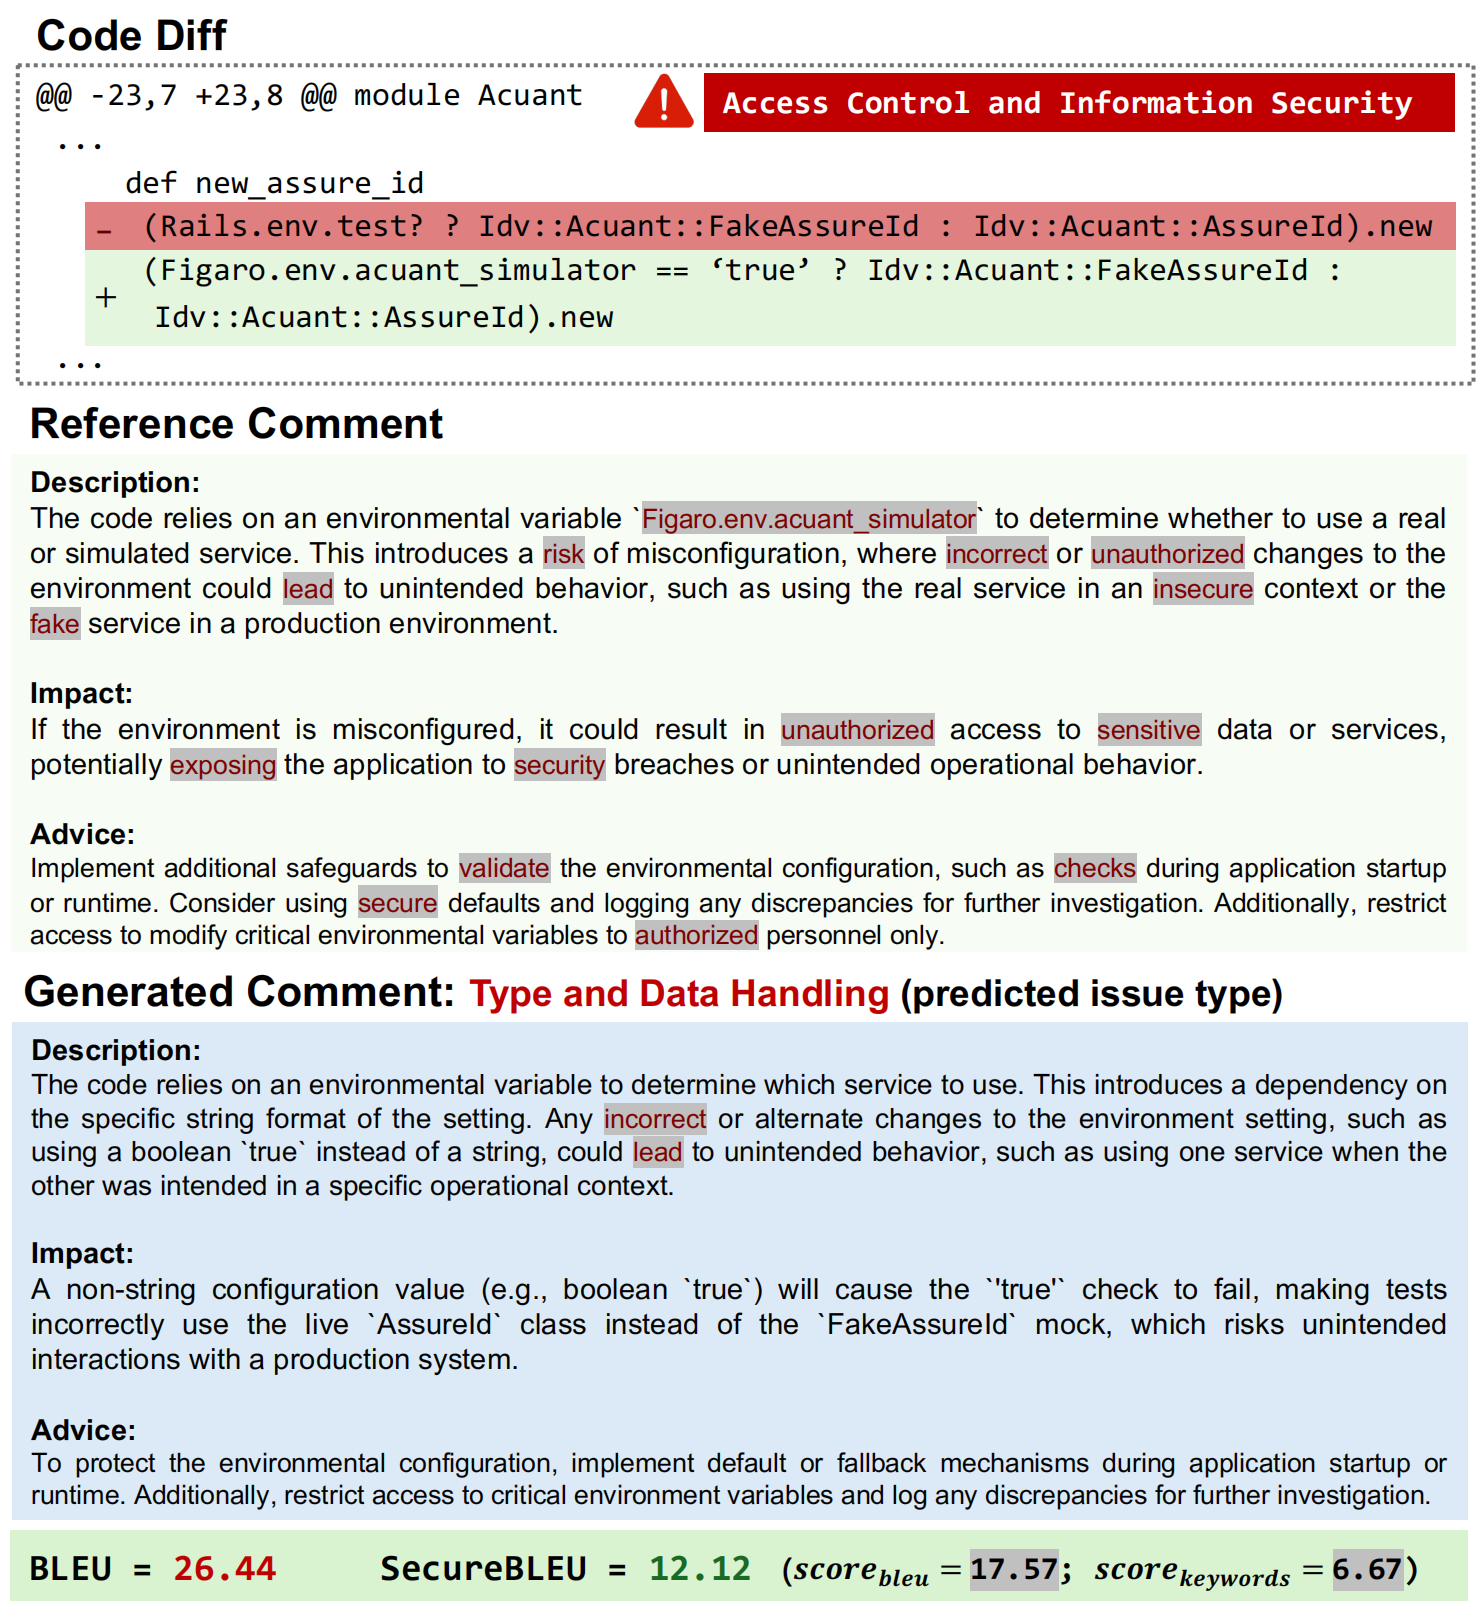 Code Diff
@@ -23,7 +23,8 @@ module Acuant
Access Control and Information Security
...
def new_assure_id
- (Rails.env.test? ? Idv::Acuant::FakeAssureId : Idv::Acuant::AssureId).new
+ (Figaro.env.acuant_simulator == ‘true’ ? Idv::Acuant::FakeAssureId :
Idv::Acuant::AssureId).new
...
Reference Comment
Description:
The code relies on an environmental variable `Figaro.env.acuant_simulator` to determine whether to use a real
or simulated service. This introduces a risk of misconfiguration, where incorrect or unauthorized changes to the
environment could lead to unintended behavior, such as using the real service in an insecure context or the
fake service in a production environment.
Impact:
If the environment is misconfigured, it could result in unauthorized access to sensitive data or services,
potentially exposing the application to security breaches or unintended operational behavior.
Advice:
Implement additional safeguards to validate the environmental configuration, such as checks during application startup
or runtime. Consider using secure defaults and logging any discrepancies for further investigation. Additionally, restrict
access to modify critical environmental variables to authorized personnel only.
Generated Comment: Type and Data Handling (predicted issue type)
Description:
The code relies on an environmental variable to determine which service to use. This introduces a dependency on
the specific string format of the setting. Any incorrect or alternate changes to the environment setting, such as
using a boolean `true` instead of a string, could lead to unintended behavior, such as using one service when the
other was intended in a specific operational context.
Impact:
A non-string configuration value (e.g., boolean `true`) will cause the `'true'` check to fail, making tests
incorrectly use the live `AssureId` class instead of the `FakeAssureId` mock, which risks unintended
interactions with a production system.
Advice:
To protect the environmental configuration, implement default or fallback mechanisms during application startup or
runtime. Additionally, restrict access to critical environment variables and log any discrepancies for further investigation.
BLEU = 26.44 SecureBLEU = 12.12 (score_bleu = 17.57; score_keywords = 6.67)